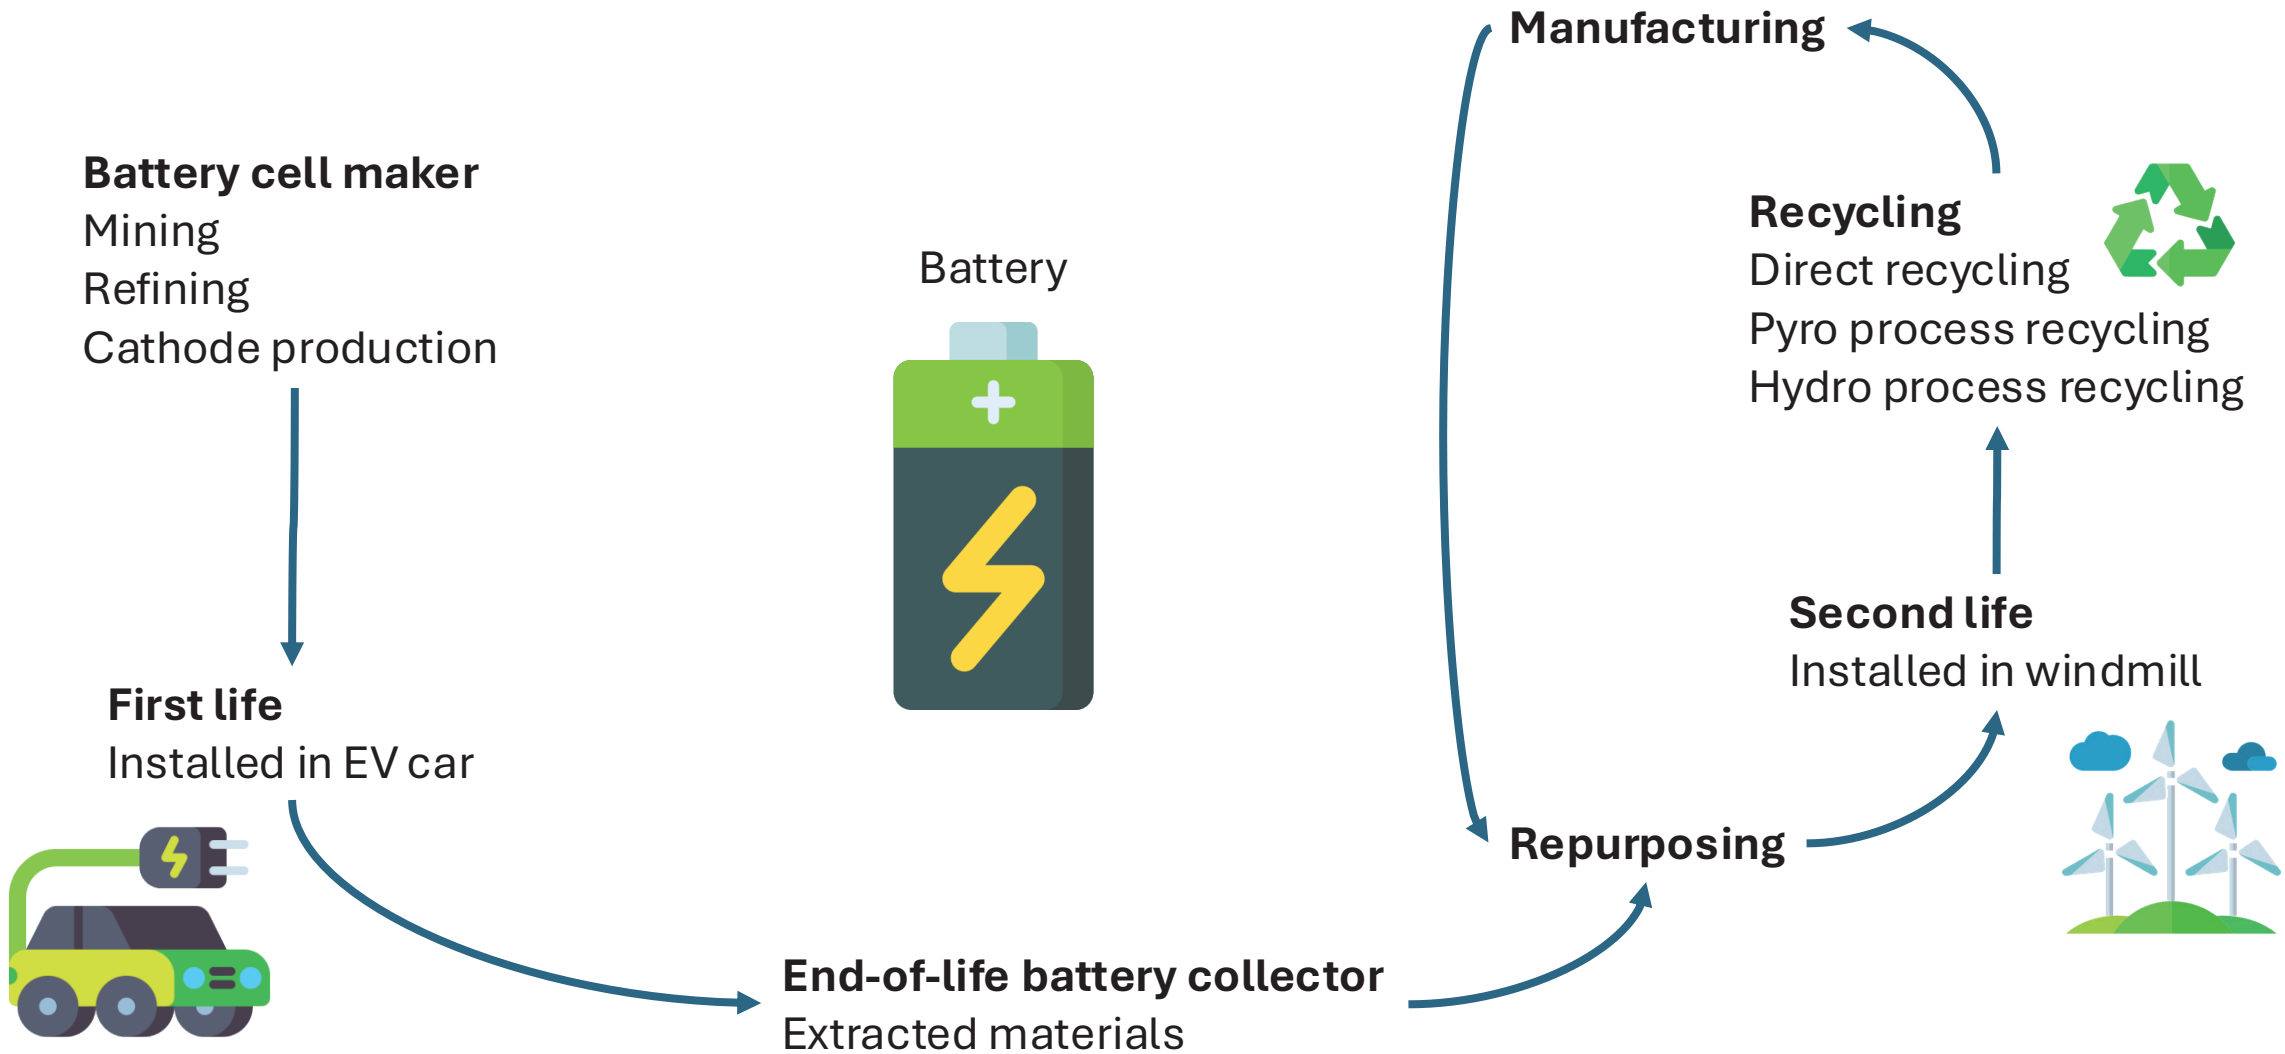 Manufacturing
Battery cell maker
Mining
Refining
Cathode production
Battery
Recycling
Direct recycling
Pyro process recycling
Hydro process recycling
Second life
Installed in windmill
First life
Installed in EV car
Repurposing
End-of-life battery collector
Extracted materials